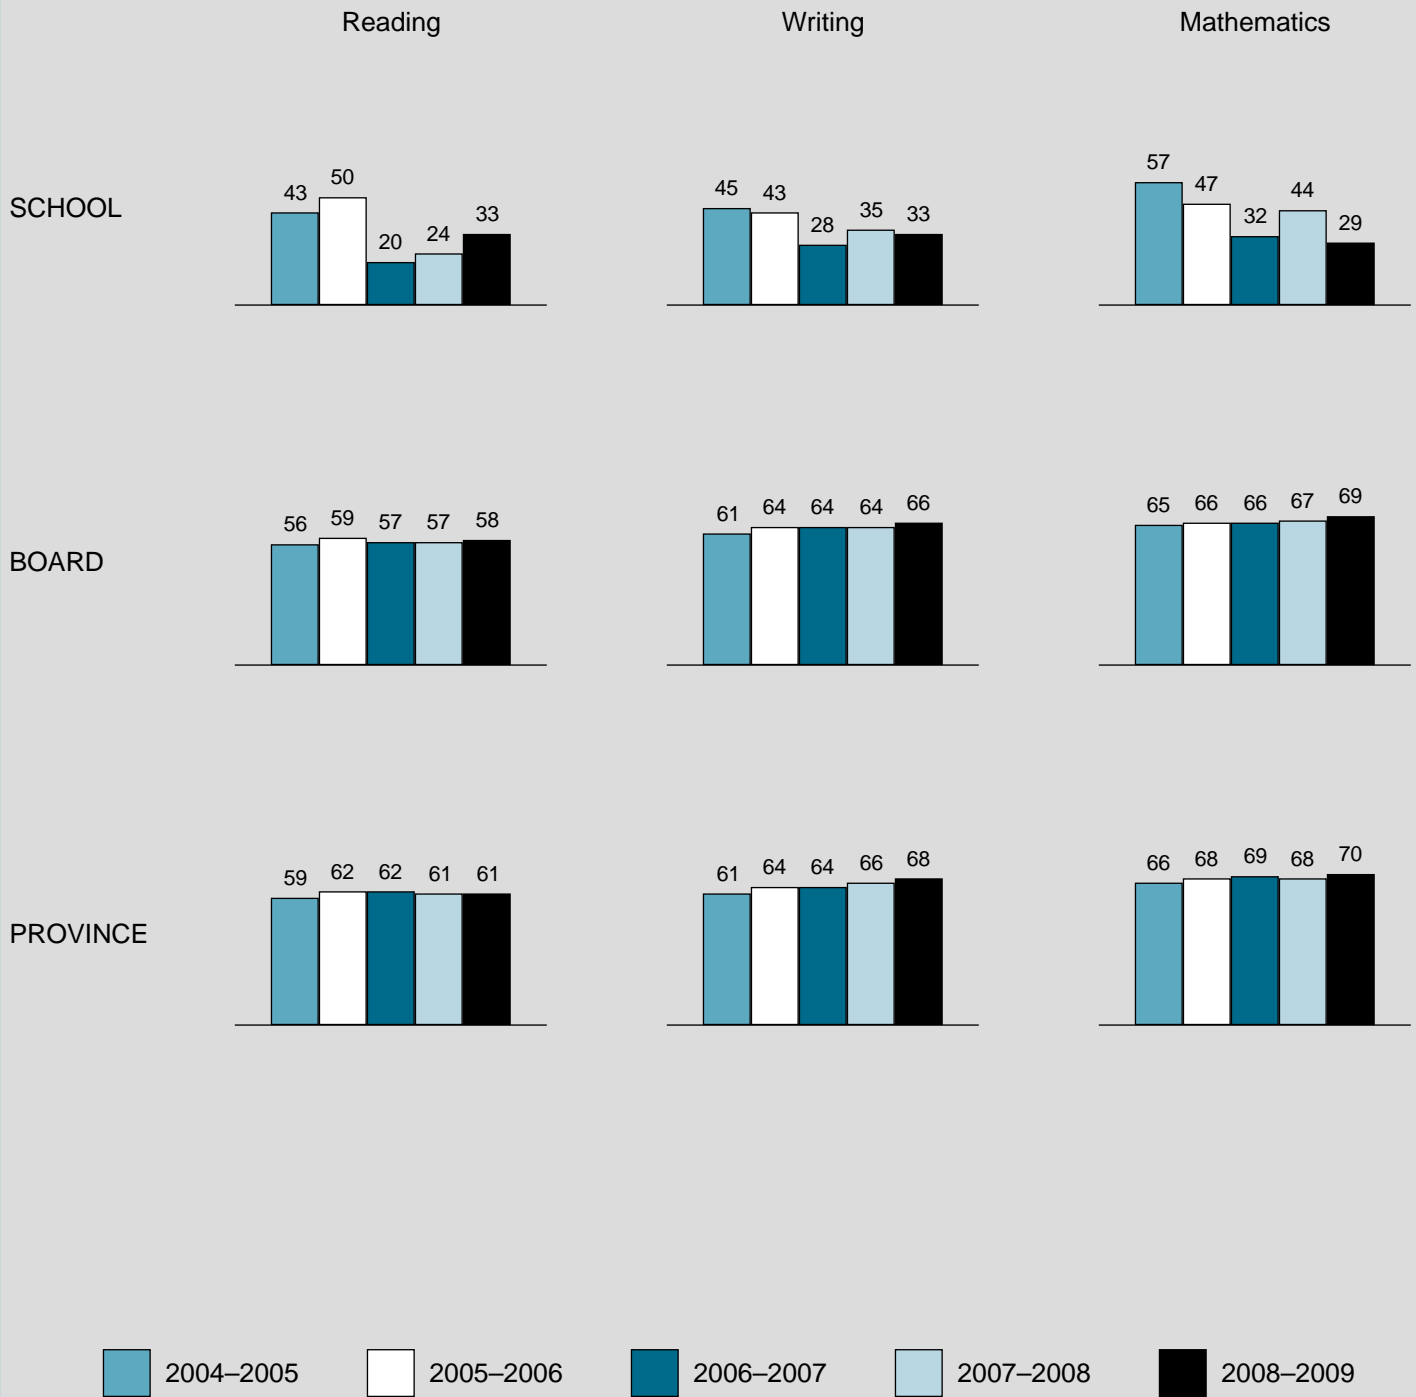 Reading Writing Mathematics
SCHOOL
43 50 20 24 33
45 43 28 35 33
57 47 32 44 29
BOARD
56 59 57 57 58
61 64 64 64 66
65 66 66 67 69
PROVINCE
59 62 62 61 61
61 64 64 66 68
66 68 69 68 70
2004–2005 2005–2006 2006–2007 2007–2008 2008–2009